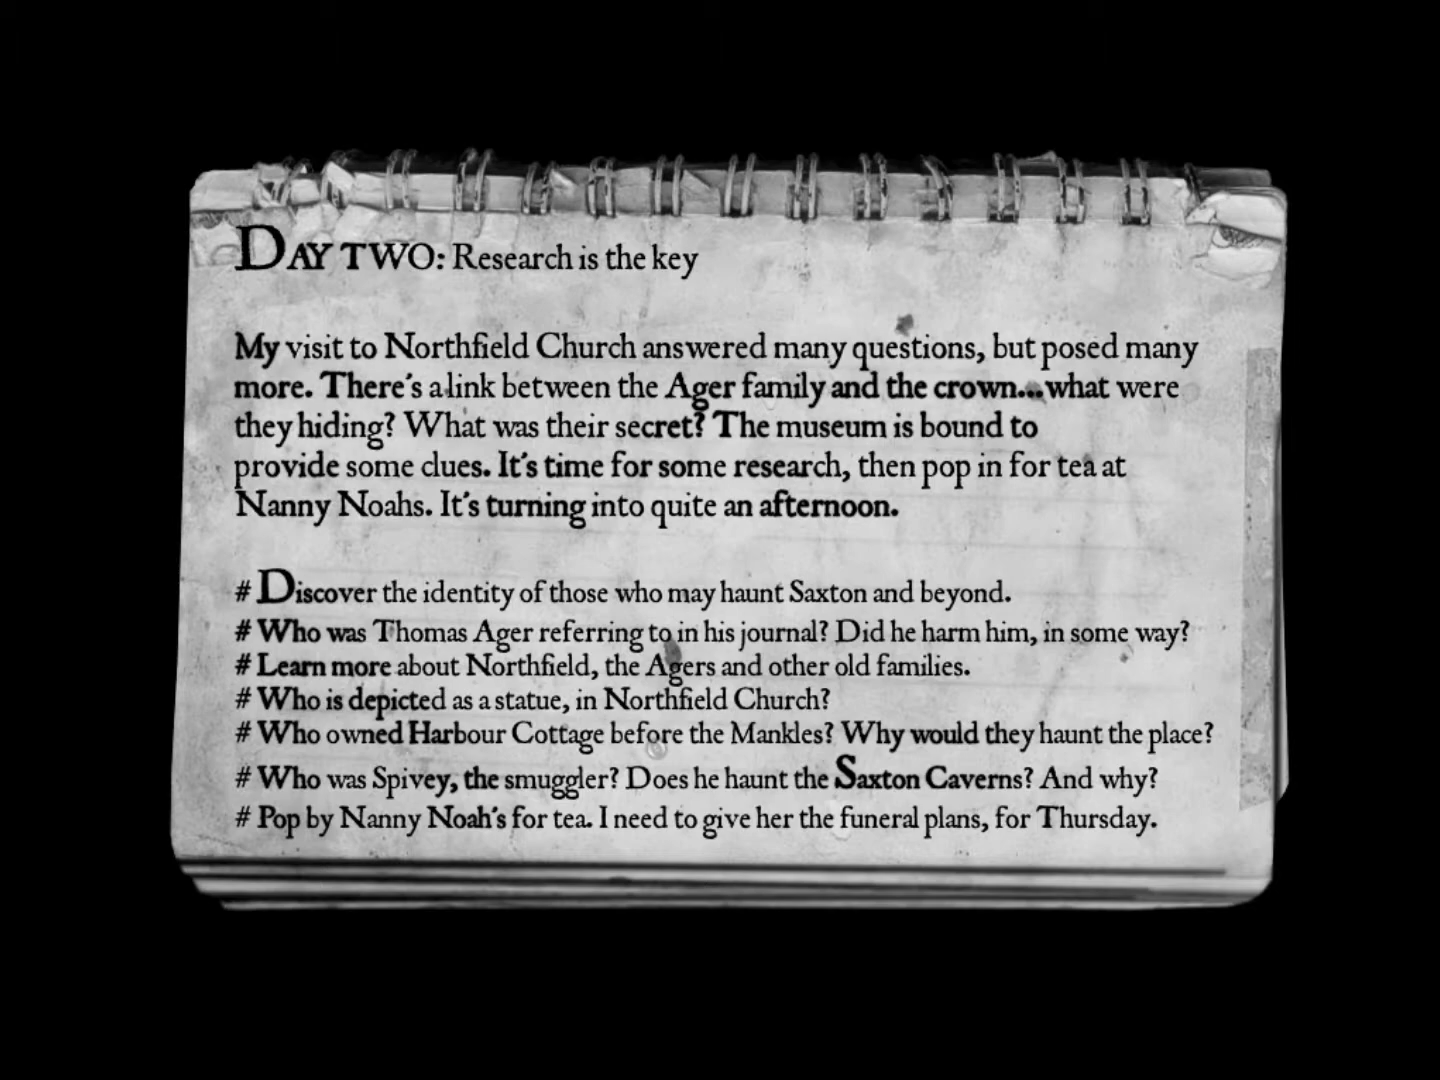 DAY TWO: Research is the key
My visit to Northfield Church answered many questions, but posed many
more. There's a link between the Ager family and the crown...what were
they hiding? What was their secret? The museum is bound to
provide some clues. It's time for some research, then pop in for tea at
Nanny Noahs. It's turning into quite an afternoon.
# Discover the identity of those who may haunt Saxton and beyond.
# Who was Thomas Ager referring to in his journal? Did he harm him, in some way?
# Learn more about Northfield, the Agers and other old families.
# Who is depicted as a statue, in Northfield Church?
# Who owned Harbour Cottage before the Mankles? Why would they haunt the place?
# Who was Spivey, the smuggler? Does he haunt the Saxton Caverns? And why?
# Pop by Nanny Noah's for tea. I need to give her the funeral plans, for Thursday.